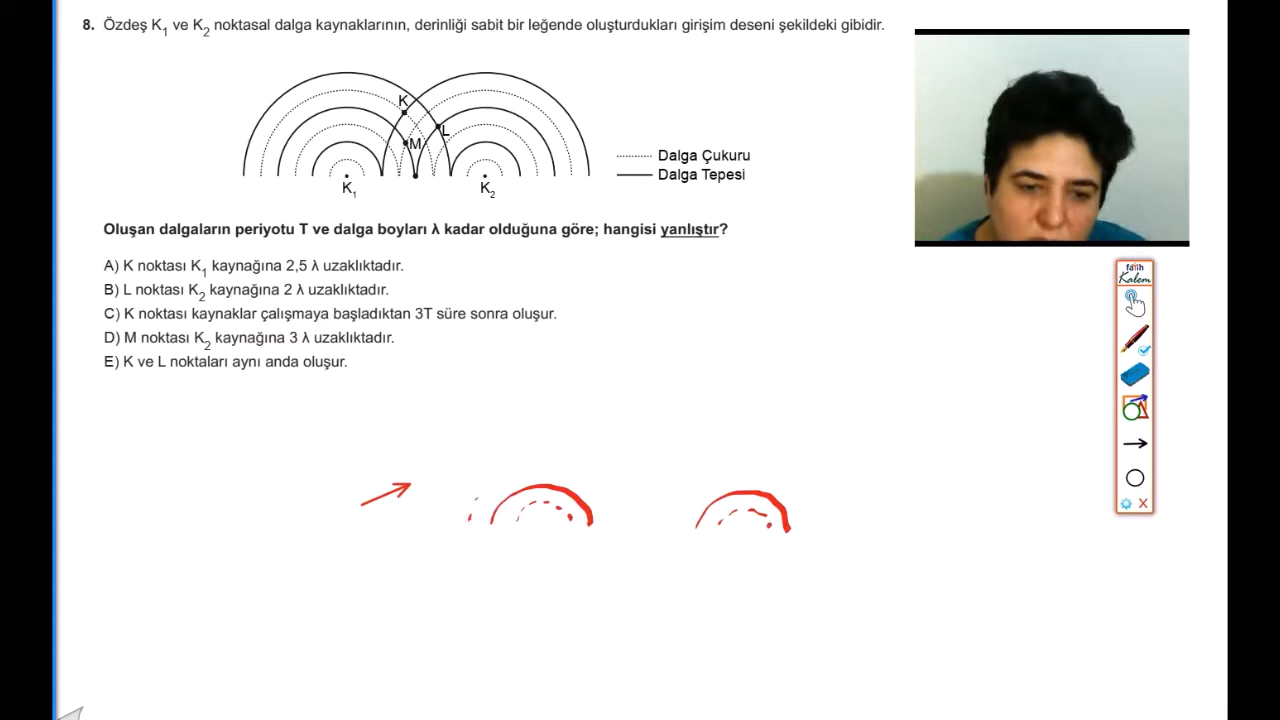 8. Özdeş K1 ve K2 noktasal dalga kaynaklarının, derinliği sabit bir leğende oluşturdukları girişim deseni şekildeki gibidir.
K
L
M
K1
K2
Dalga Çukuru
Dalga Tepesi
Oluşan dalgaların periyotu T ve dalga boyları λ kadar olduğuna göre; hangisi yanlıştır?
A) K noktası K1 kaynağına 2,5 λ uzaklıktadır.
B) L noktası K2 kaynağına 2 λ uzaklıktadır.
C) K noktası kaynaklar çalışmaya başladıktan 3T süre sonra oluşur.
D) M noktası K2 kaynağına 3 λ uzaklıktadır.
E) K ve L noktaları aynı anda oluşur.
fatih
Kalem
X